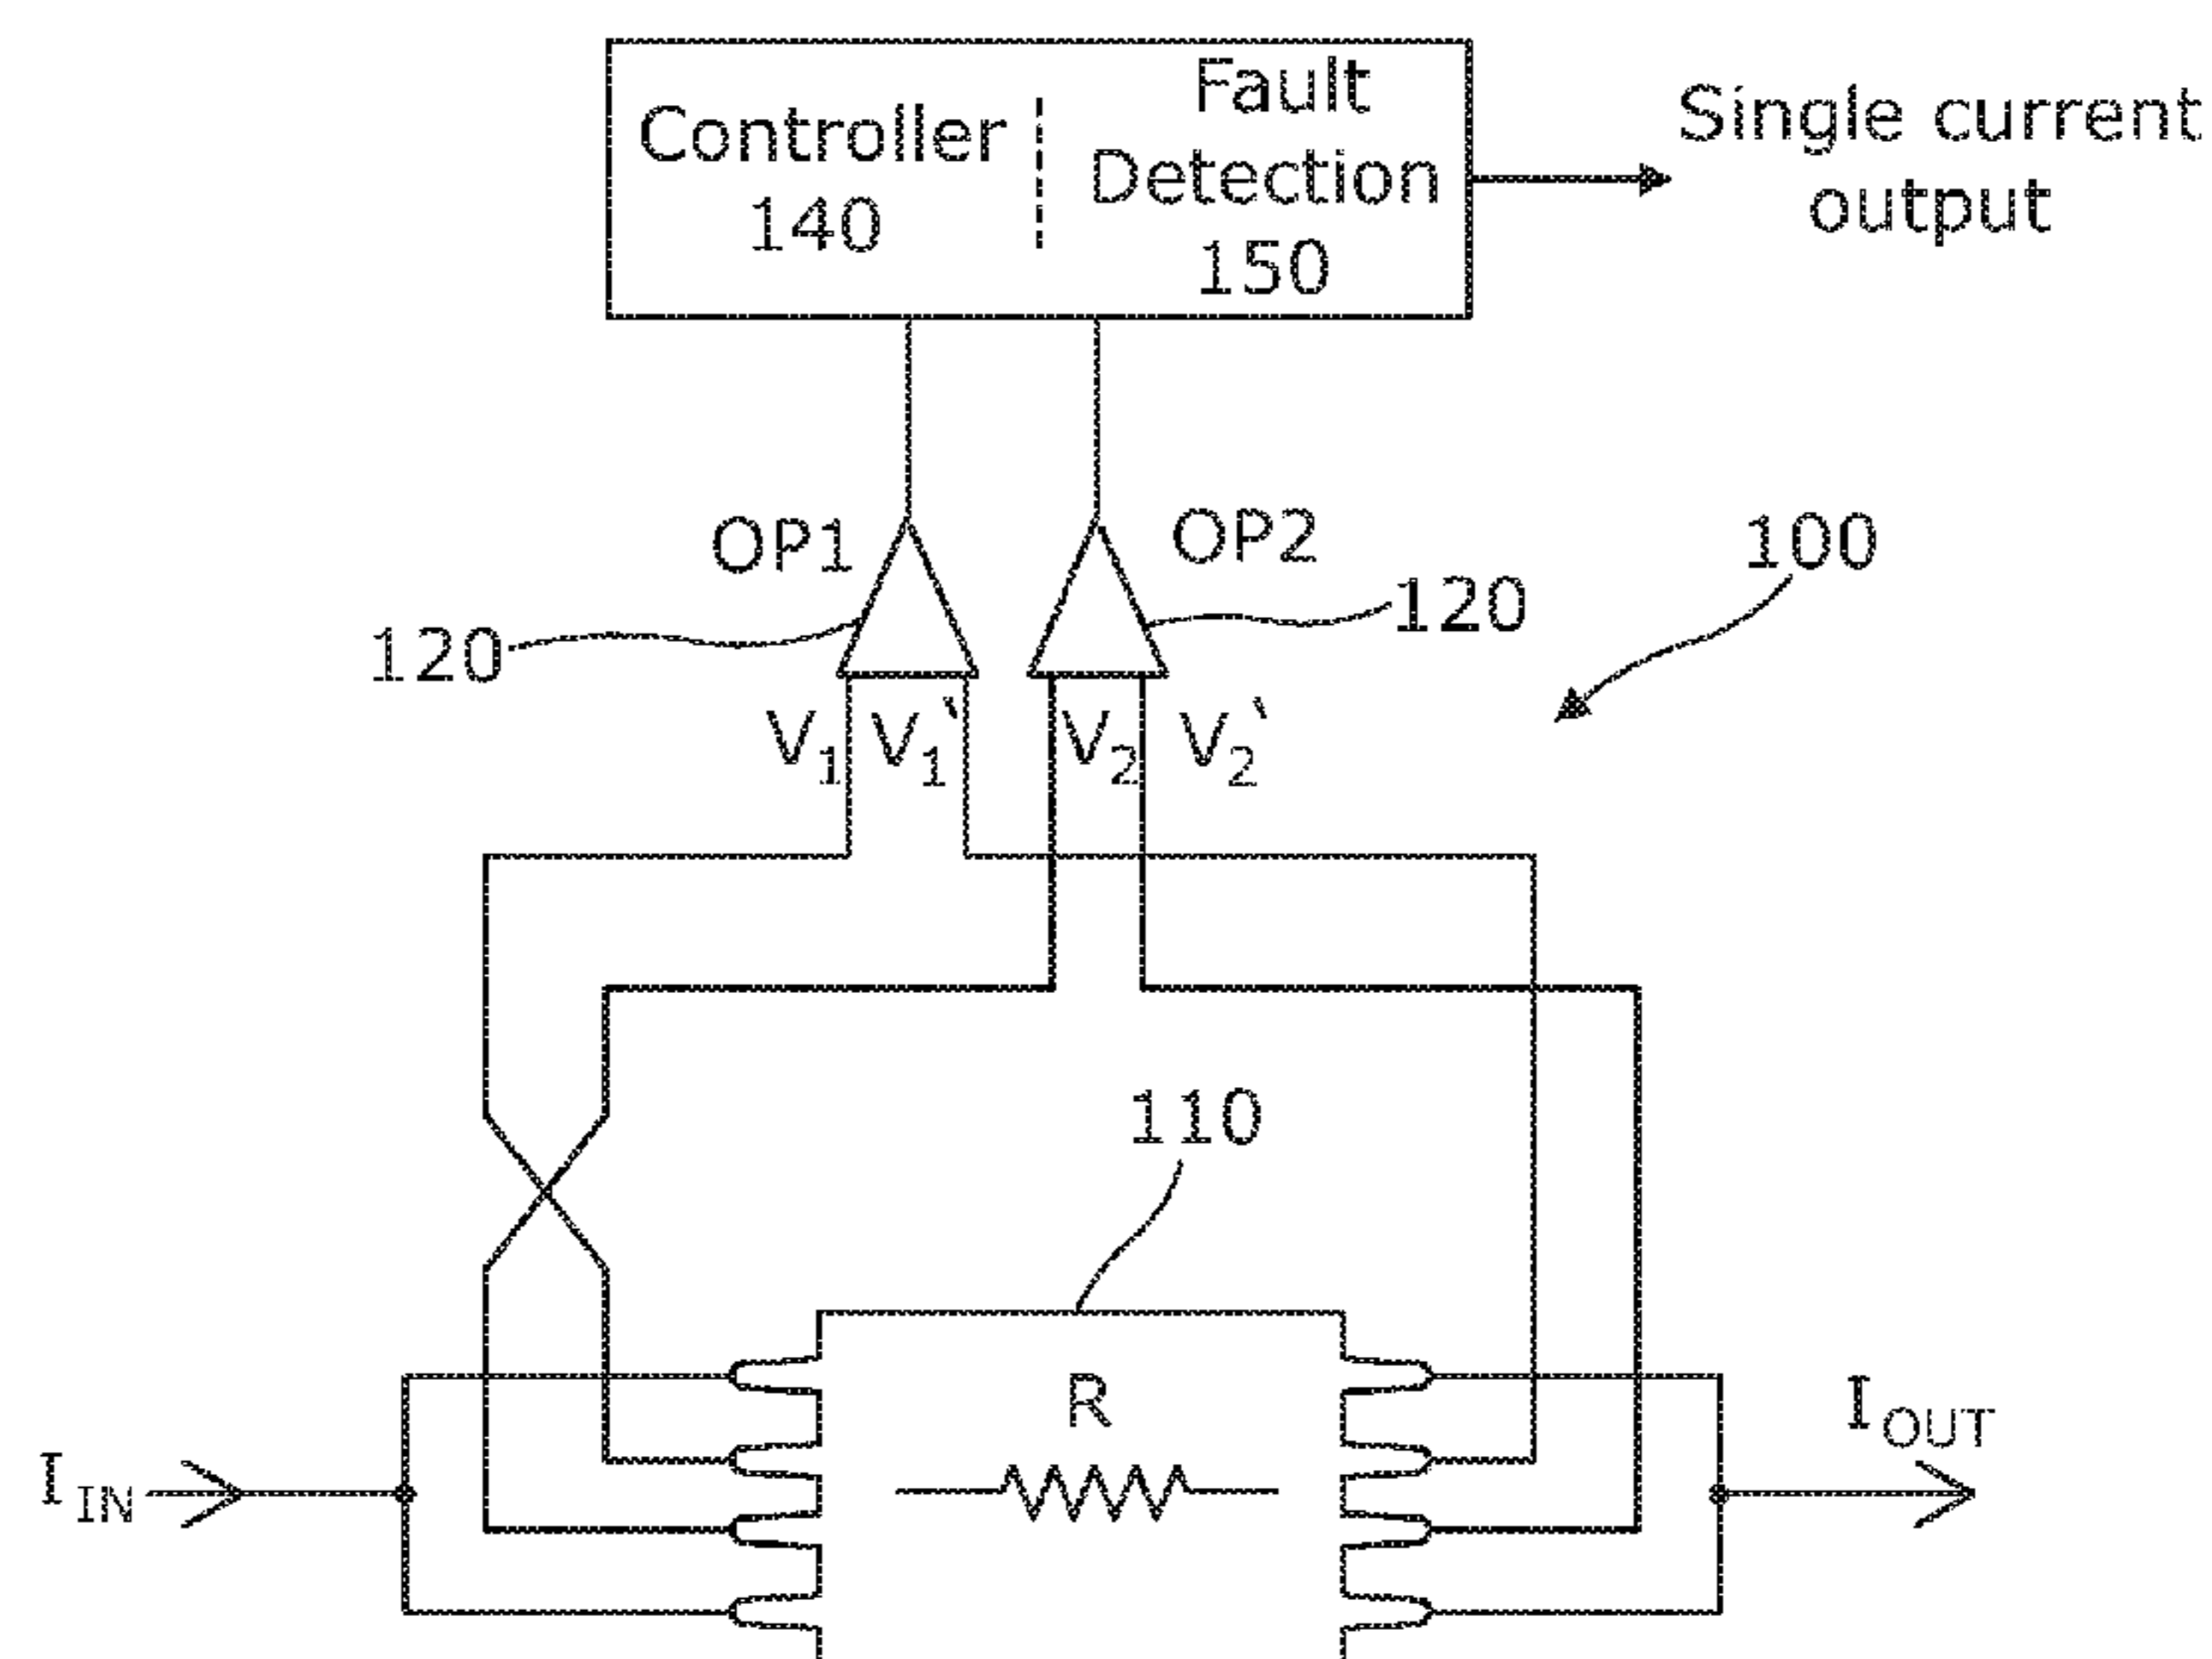 Controller
140
Fault
Detection
150
Single current
output
OP1
OP2
120
120
100
V1 V1` V2 V2`
110
R
IIN
IOUT